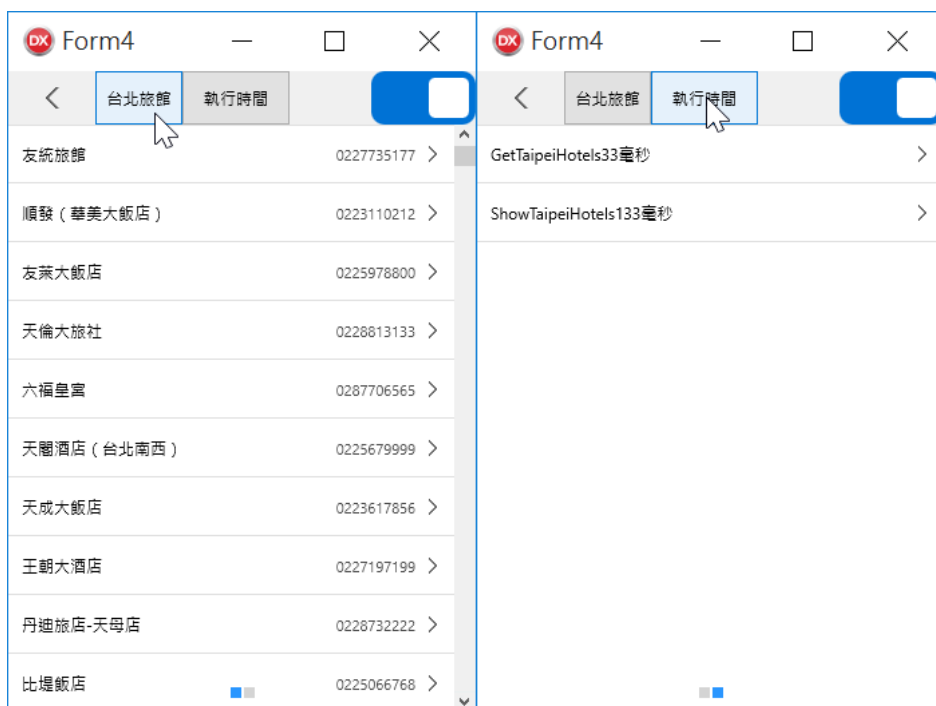 DX Form4
台北旅館 執行時間
友統旅館 0227735177
順發（華美大飯店） 0223110212
友萊大飯店 0225978800
天倫大旅社 0228813133
六福皇宮 0287706565
天閣酒店（台北南西） 0225679999
天成大飯店 0223617856
王朝大酒店 0227197199
丹迪旅店-天母店 0228732222
比堤飯店 0225066768
DX Form4
台北旅館 執行時間
GetTaipeiHotels33毫秒
ShowTaipeiHotels133毫秒